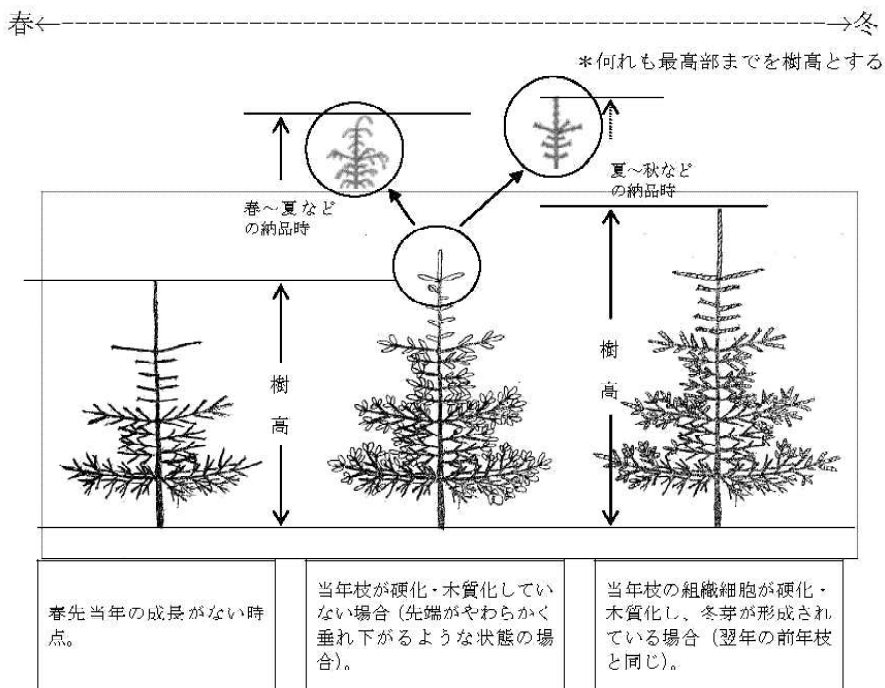 春←--------→冬
＊何れも最高部までを樹高とする
春～夏など
の納品時
夏～秋など
の納品時
樹
高
樹
高
春先当年の成長がない時
点。
当年枝が硬化・木質化してい
ない場合（先端がやわらかく
垂れ下がるような状態の場
合）。
当年枝の組織細胞が硬化・
木質化し、冬芽が形成され
ている場合（翌年の前年枝
と同じ）。